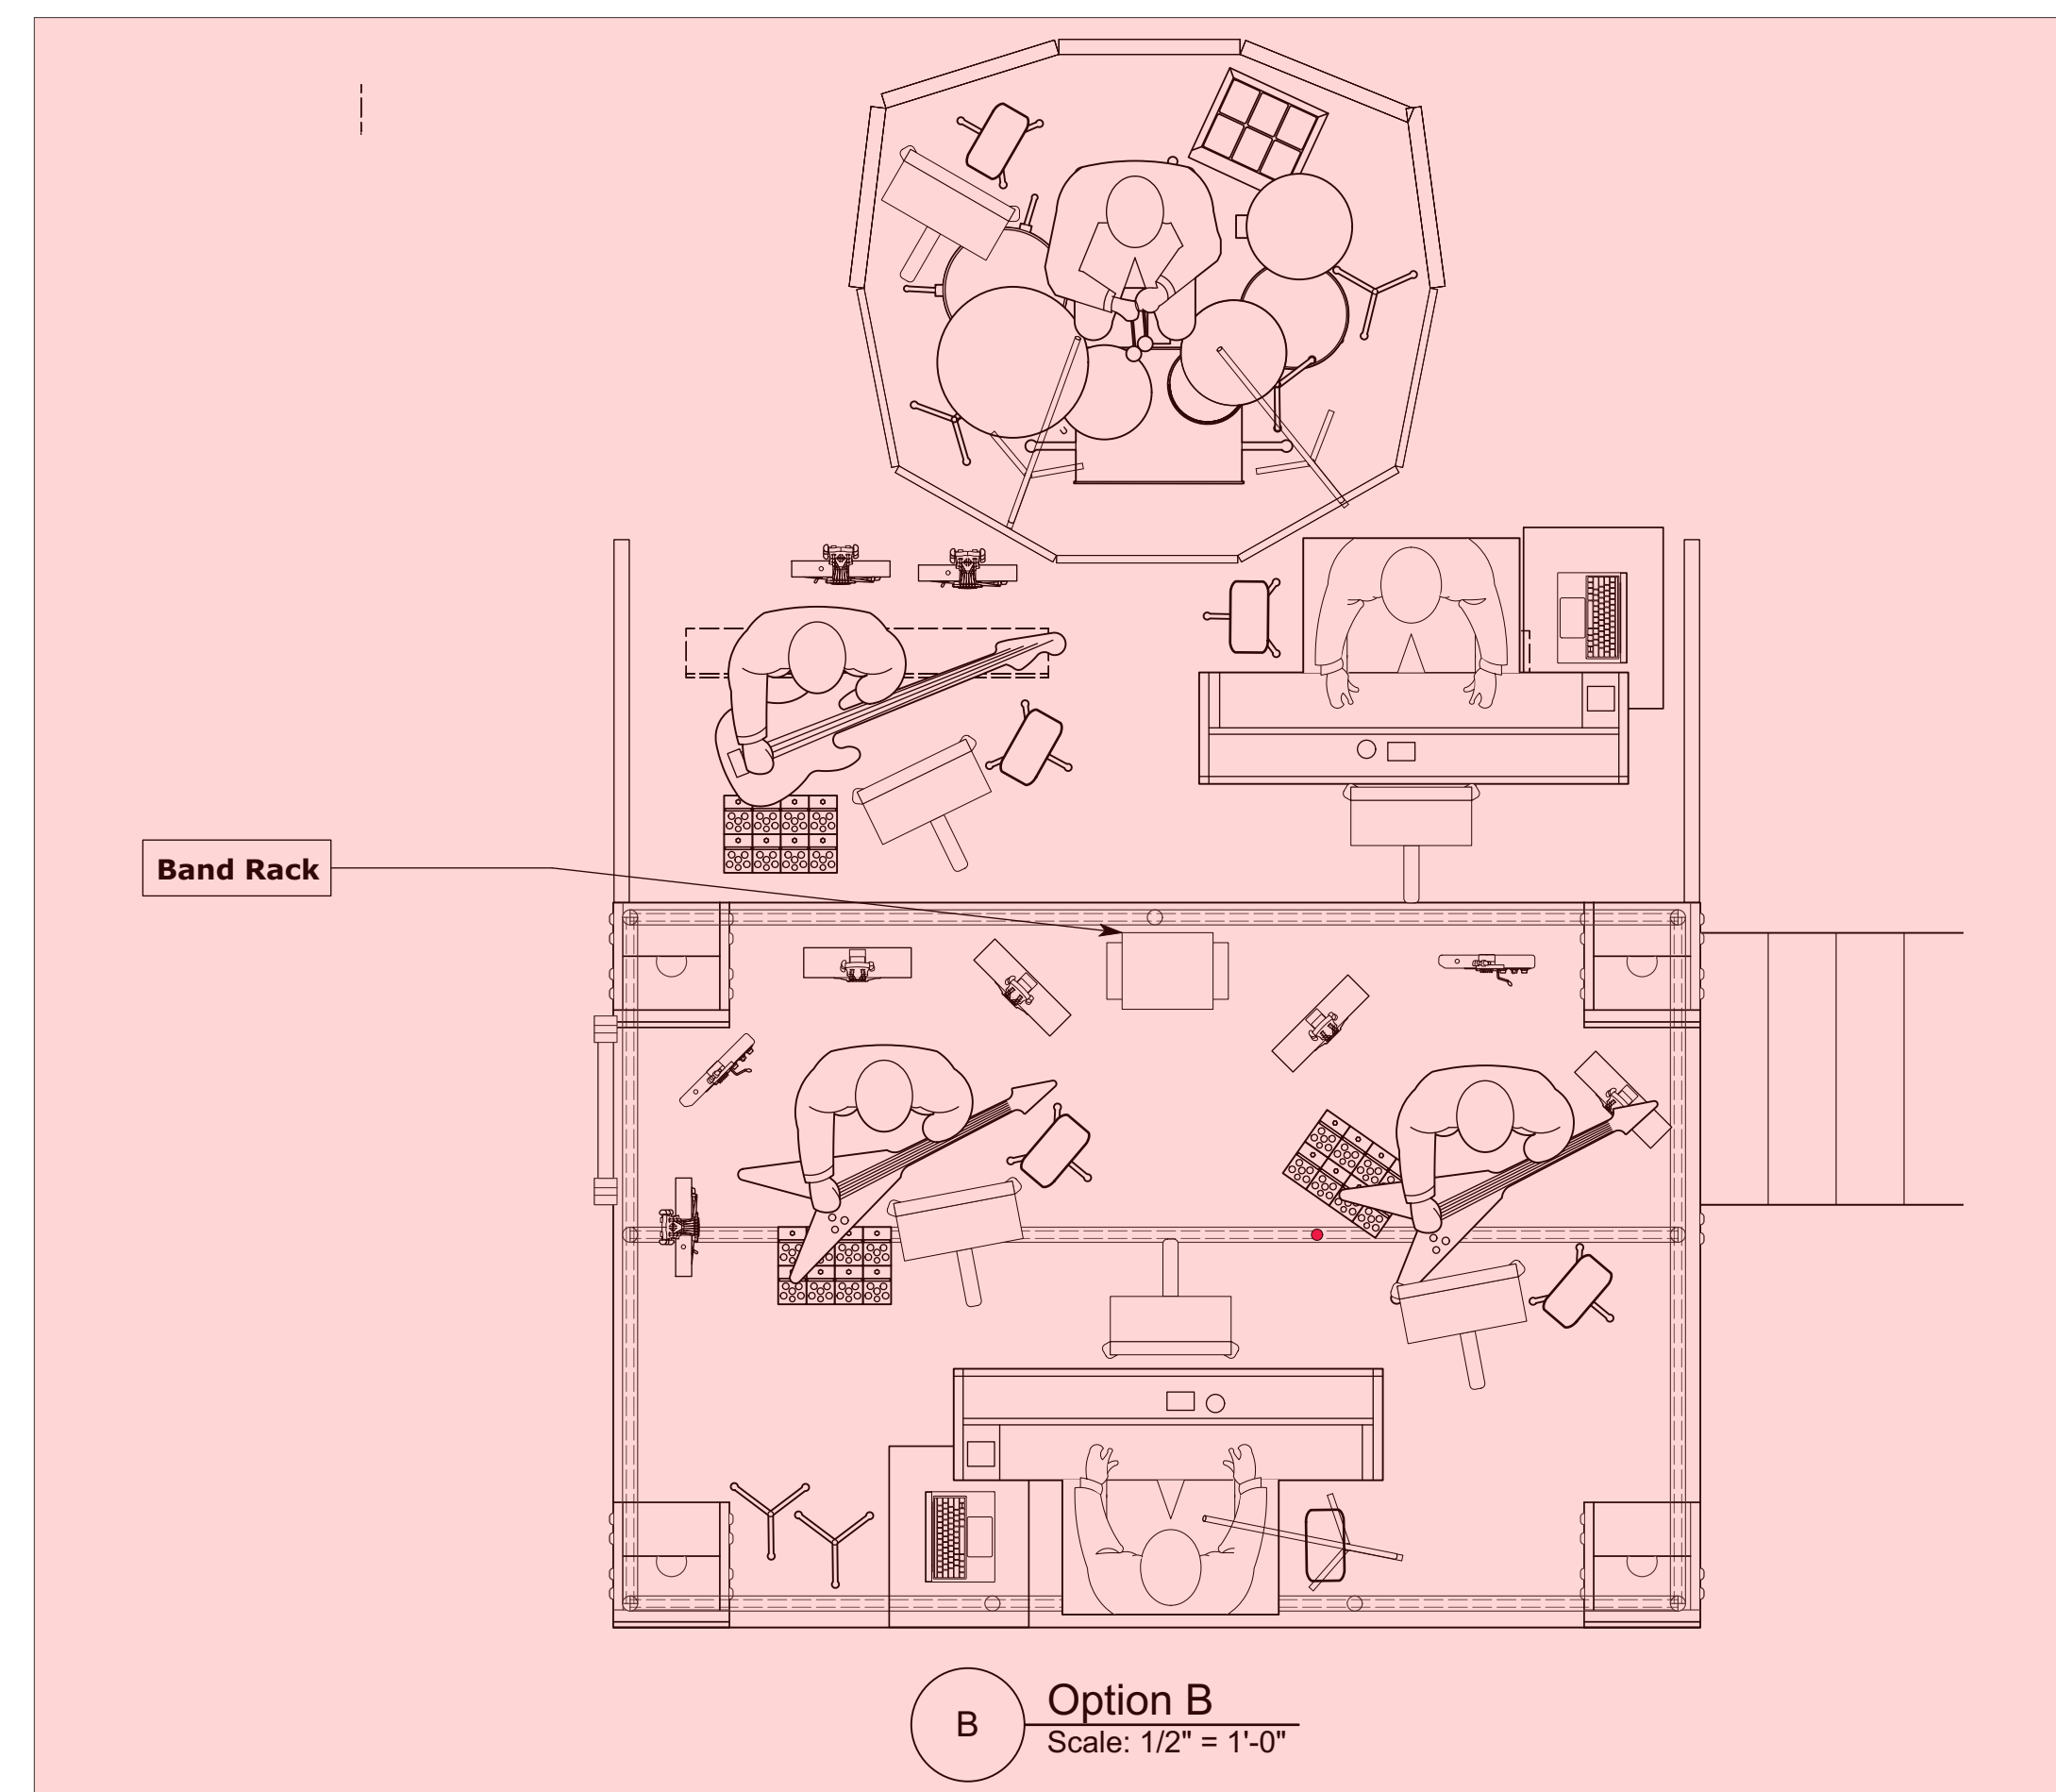 Band Rack
B
Option B
Scale: 1/2" = 1'-0"